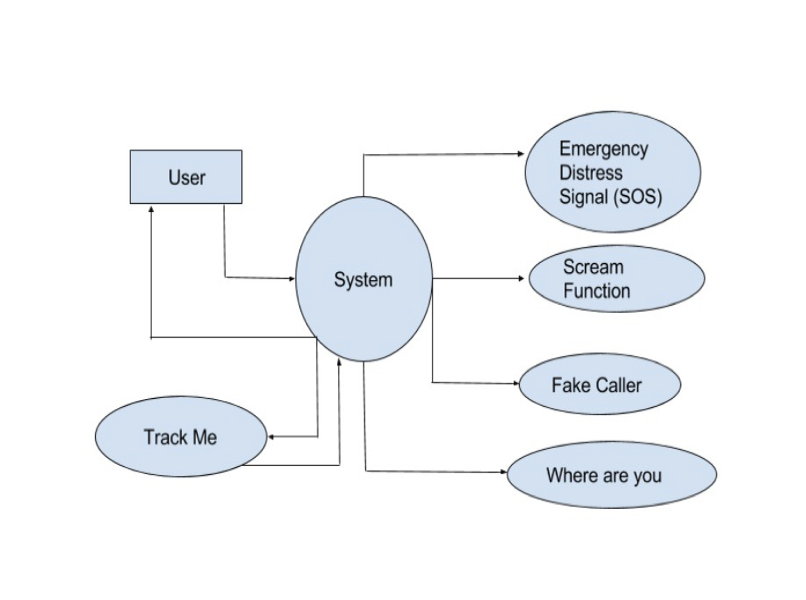 User
System
Emergency
Distress
Signal (SOS)
Scream
Function
Fake Caller
Track Me
Where are you